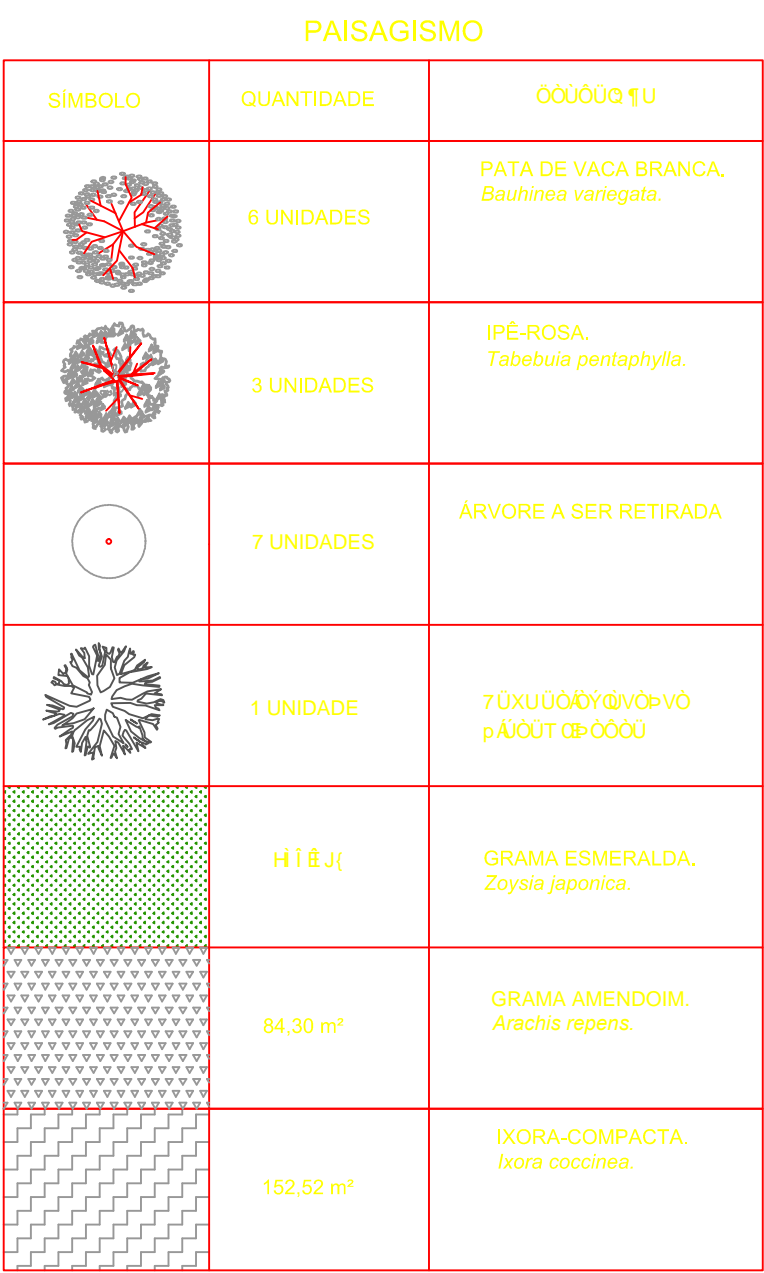 PAISAGISMO
SÍMBOLO
QUANTIDADE
6 UNIDADES
PATA DE VACA BRANCA,
Bauhinea variegata.
3 UNIDADES
IPÊ-ROSA.
Tabebuia pentaphylla.
7 UNIDADES
ÁRVORE A SER RETIRADA
1 UNIDADE
GRAMA ESMERALDA.
Zoysia japonica.
84,30 m²
GRAMA AMENDOIM.
Arachis repens.
152,52 m²
IXORA-COMPACTA.
Ixora coccinea.